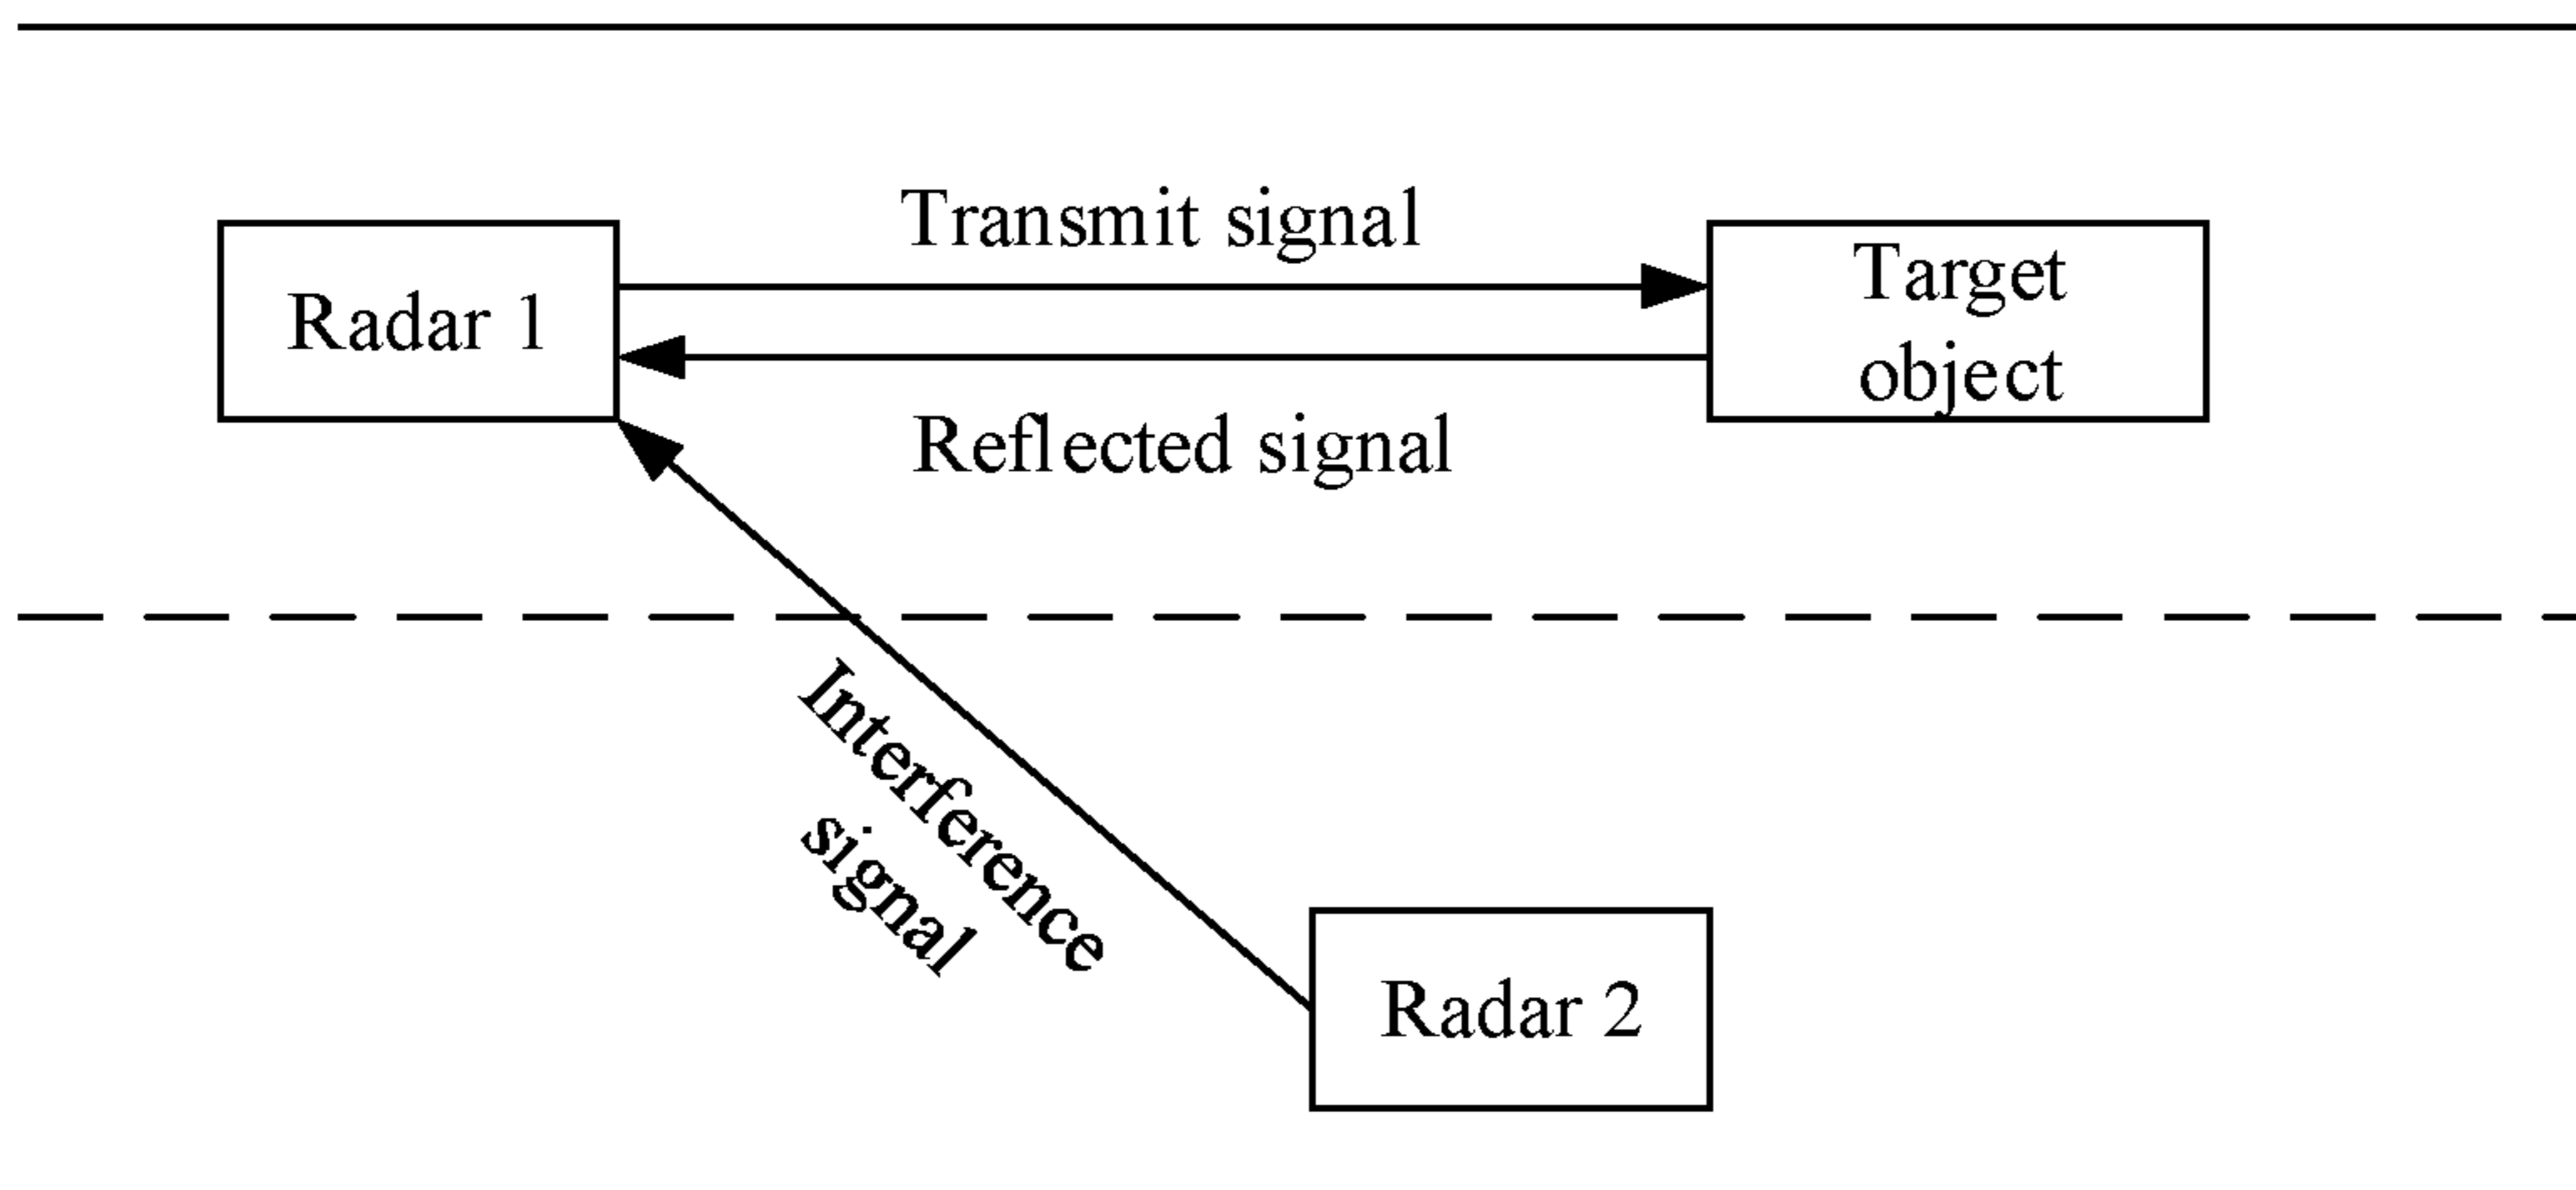 Transmit signal
Radar 1
Target
object
Reflected signal
Interference
signal
Radar 2